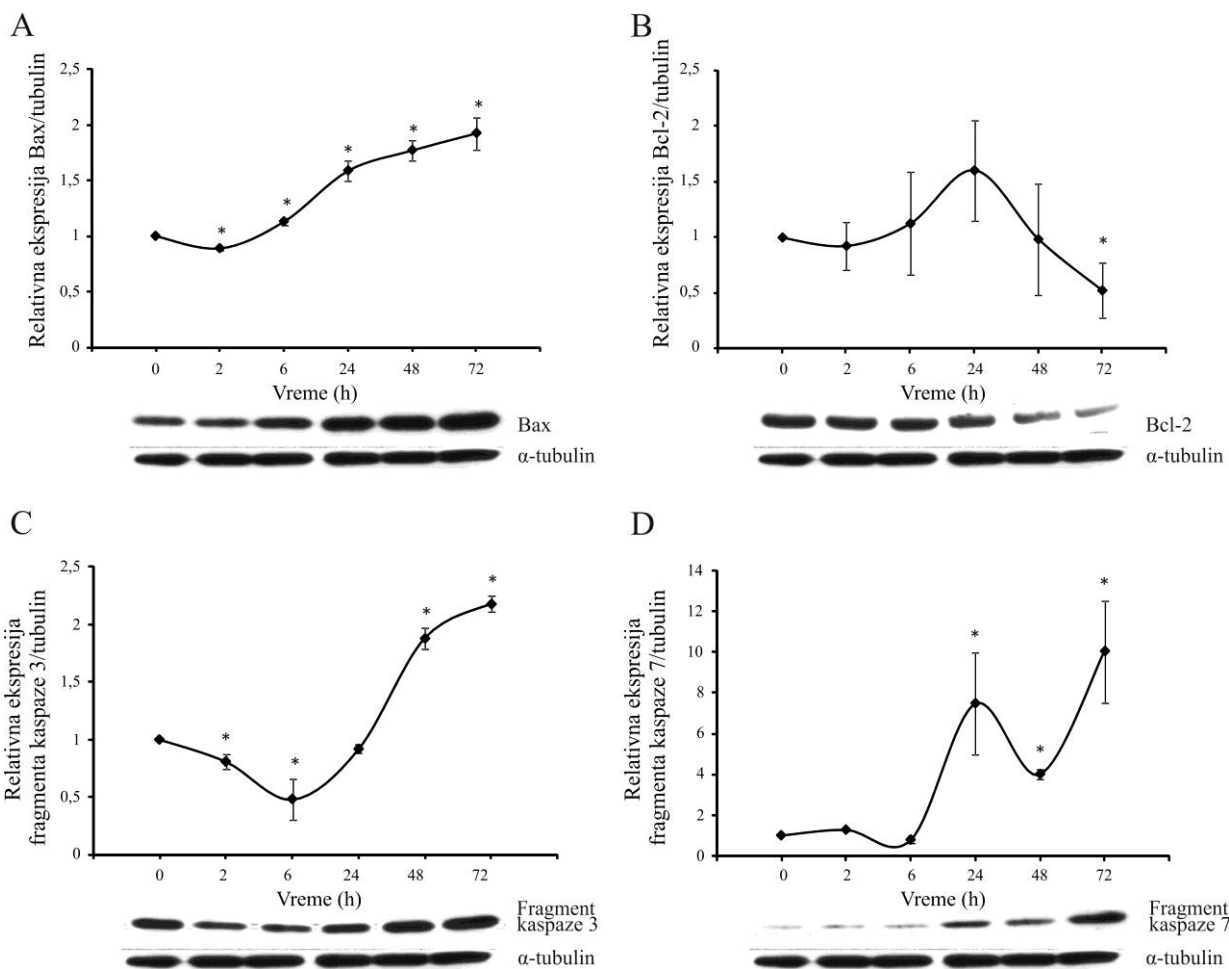 A
Relativna ekspresija Bax/tubulin
2,5
2
1,5
1
0,5
0
*
*
*
*
*
0 2 6 24 48 72
Vreme (h)
Bax
α-tubulin
B
Relativna ekspresija Bcl-2/tubulin
2,5
2
1,5
1
0,5
0
*
0 2 6 24 48 72
Vreme (h)
Bcl-2
α-tubulin
C
Relativna ekspresija
fragmenta kaspaze 3/tubulin
2,5
2
1,5
1
0,5
0
*
*
*
*
0 2 6 24 48 72
Vreme (h)
Fragment
kaspaze 3
α-tubulin
D
Relativna ekspresija
fragmenta kaspaze 7/tubulin
14
12
10
8
6
4
2
0
*
*
*
0 2 6 24 48 72
Vreme (h)
Fragment
kaspaze 7
α-tubulin